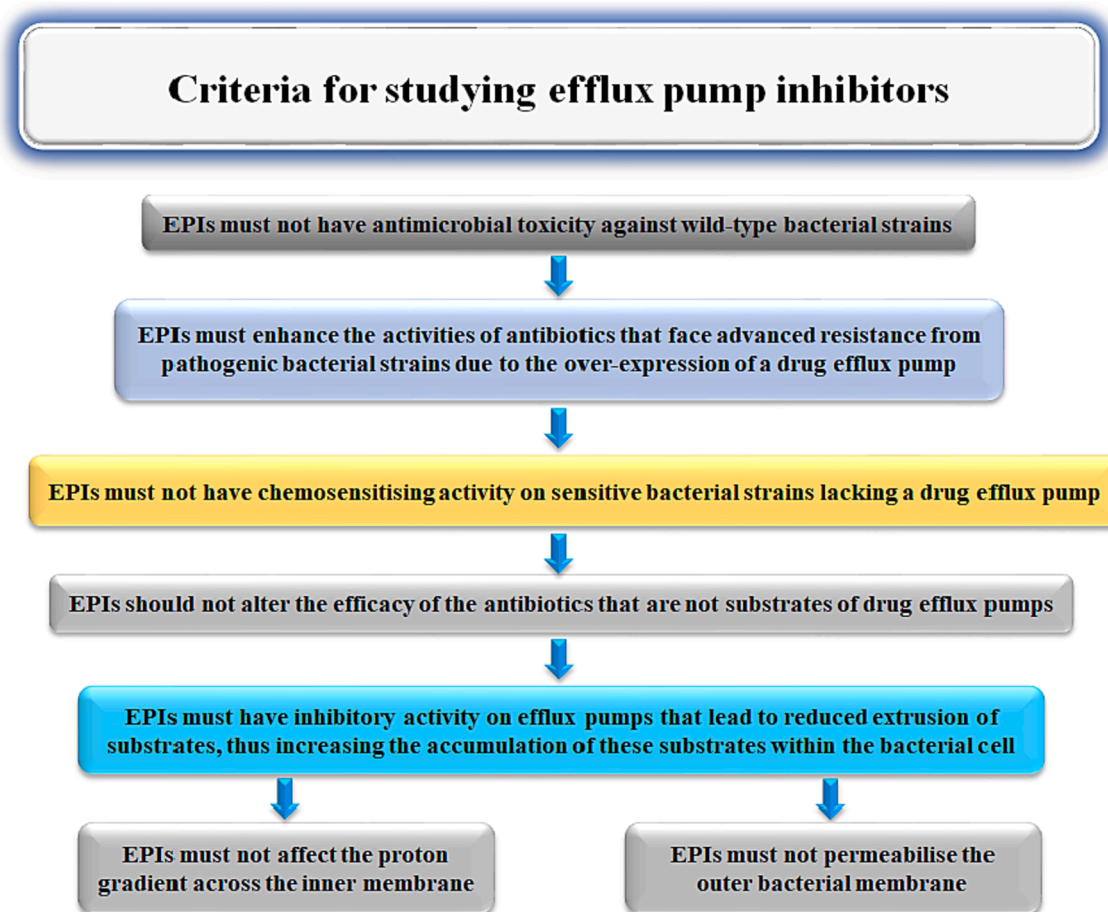 Criteria for studying efflux pump inhibitors
EPIs must not have antimicrobial toxicity against wild-type bacterial strains
EPIs must enhance the activities of antibiotics that face advanced resistance from
pathogenic bacterial strains due to the over-expression of a drug efflux pump
EPIs must not have chemosensitising activity on sensitive bacterial strains lacking a drug efflux pump
EPIs should not alter the efficacy of the antibiotics that are not substrates of drug efflux pumps
EPIs must have inhibitory activity on efflux pumps that lead to reduced extrusion of
substrates, thus increasing the accumulation of these substrates within the bacterial cell
EPIs must not affect the proton
gradient across the inner membrane
EPIs must not permeabilise the
outer bacterial membrane